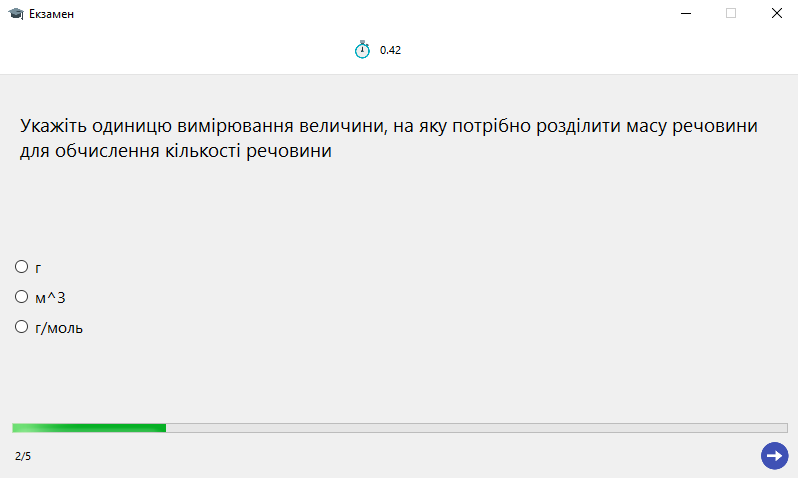 Екзамен
0.42
Укажіть одиницю вимірювання величини, на яку потрібно розділити масу речовини
для обчислення кількості речовини
г
м^3
г/моль
2/5